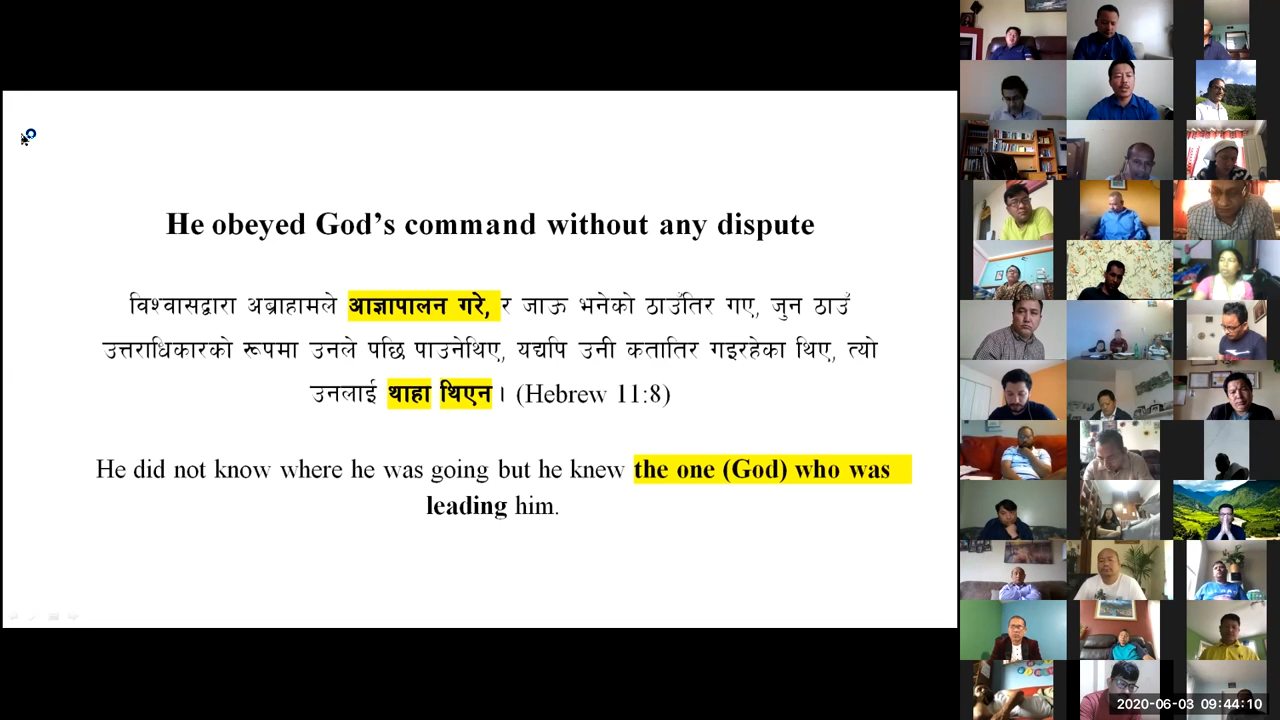 He obeyed God’s command without any dispute
विश्वासद्वारा अब्राहामले आज्ञापालन गरे, र जाऊ भनेको ठाउँतिर गए, जुन ठाउँ
उत्तराधिकारको रूपमा उनले पछि पाउनेथिए, यद्यपि उनी कतातिर गइरहेका थिए, त्यो
उनलाई थाहा थिएन। (Hebrew 11:8)
He did not know where he was going but he knew the one (God) who was
leading him.
2020-06-03 09:44:10